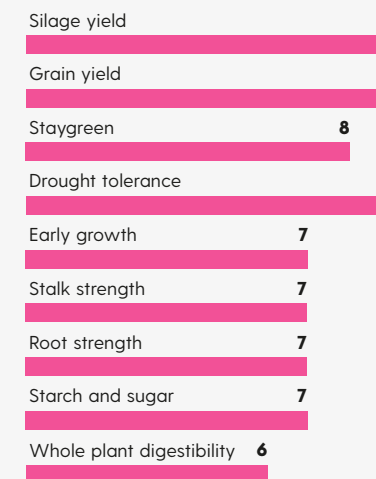 Silage yield
Grain yield
Staygreen 8
Drought tolerance
Early growth 7
Stalk strength 7
Root strength 7
Starch and sugar 7
Whole plant digestibility 6